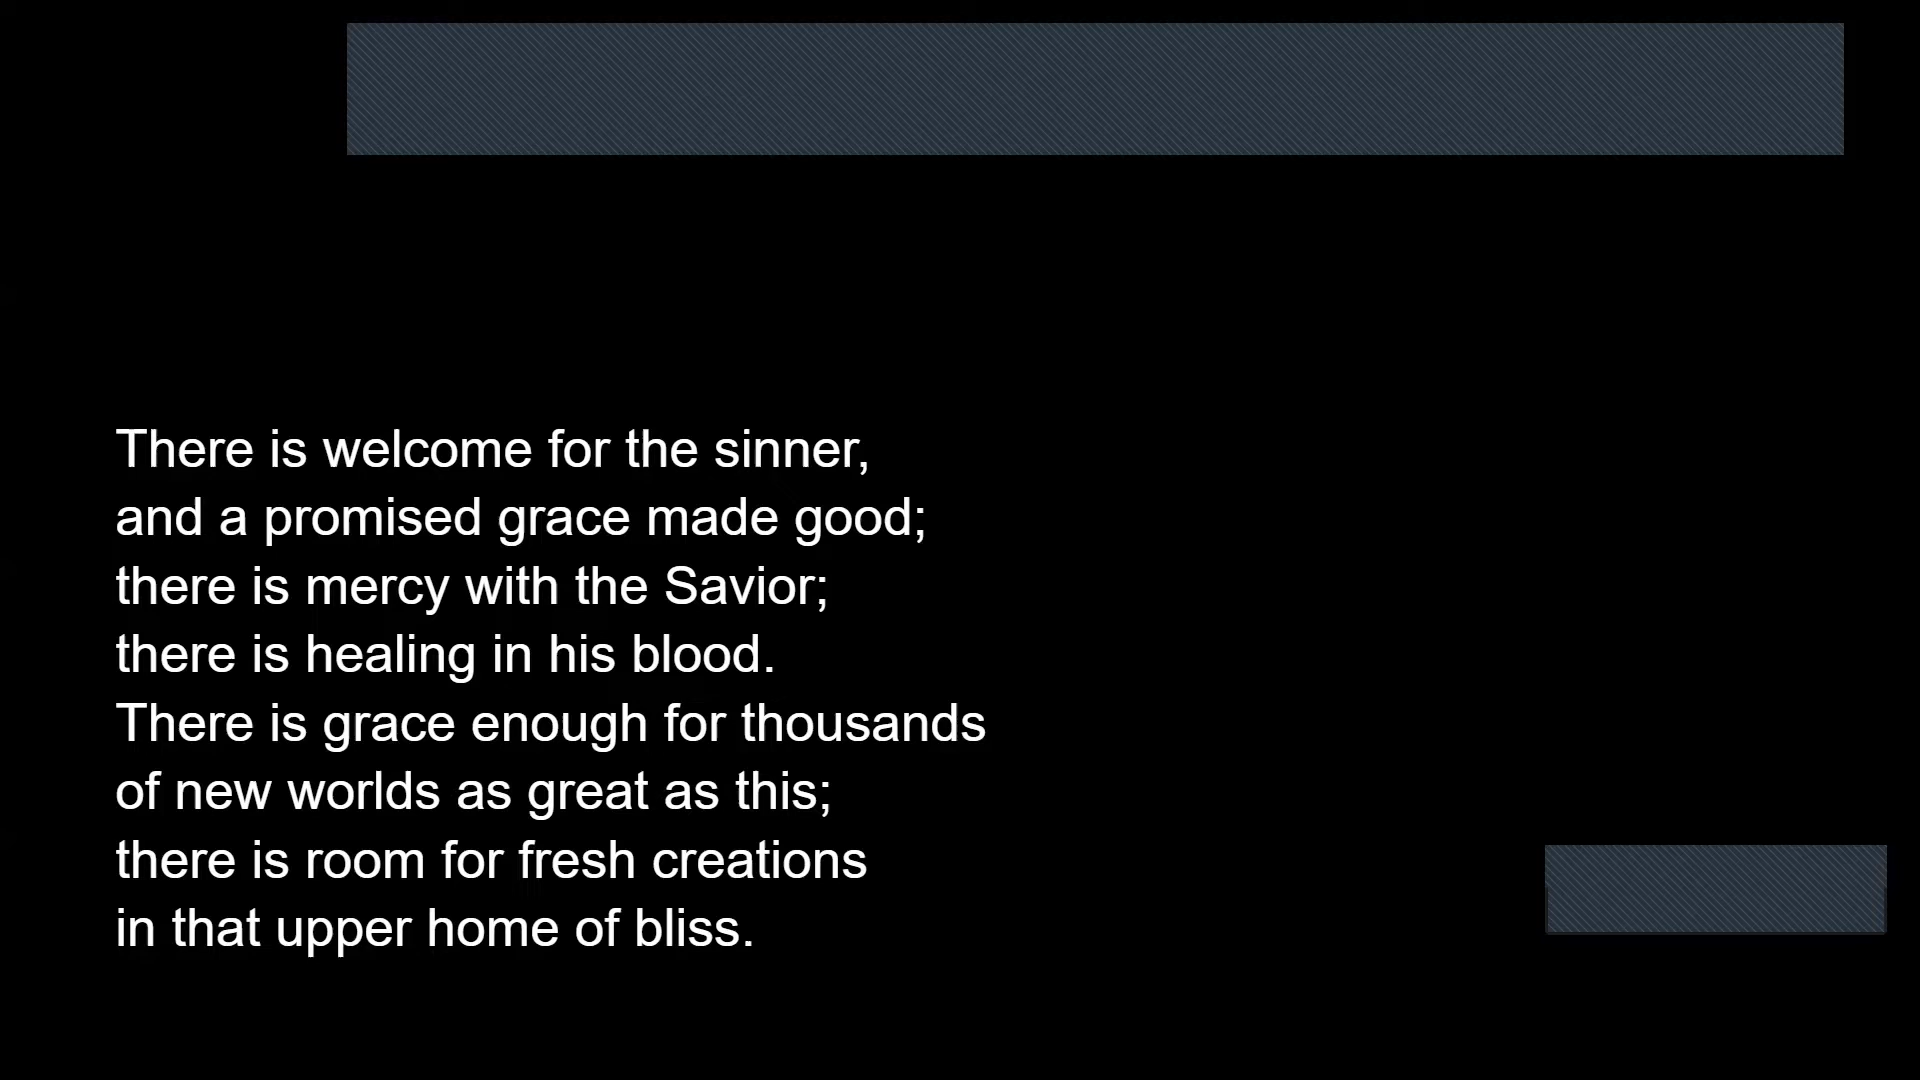 There is welcome for the sinner,
and a promised grace made good;
there is mercy with the Savior;
there is healing in his blood.
There is grace enough for thousands
of new worlds as great as this;
there is room for fresh creations
in that upper home of bliss.